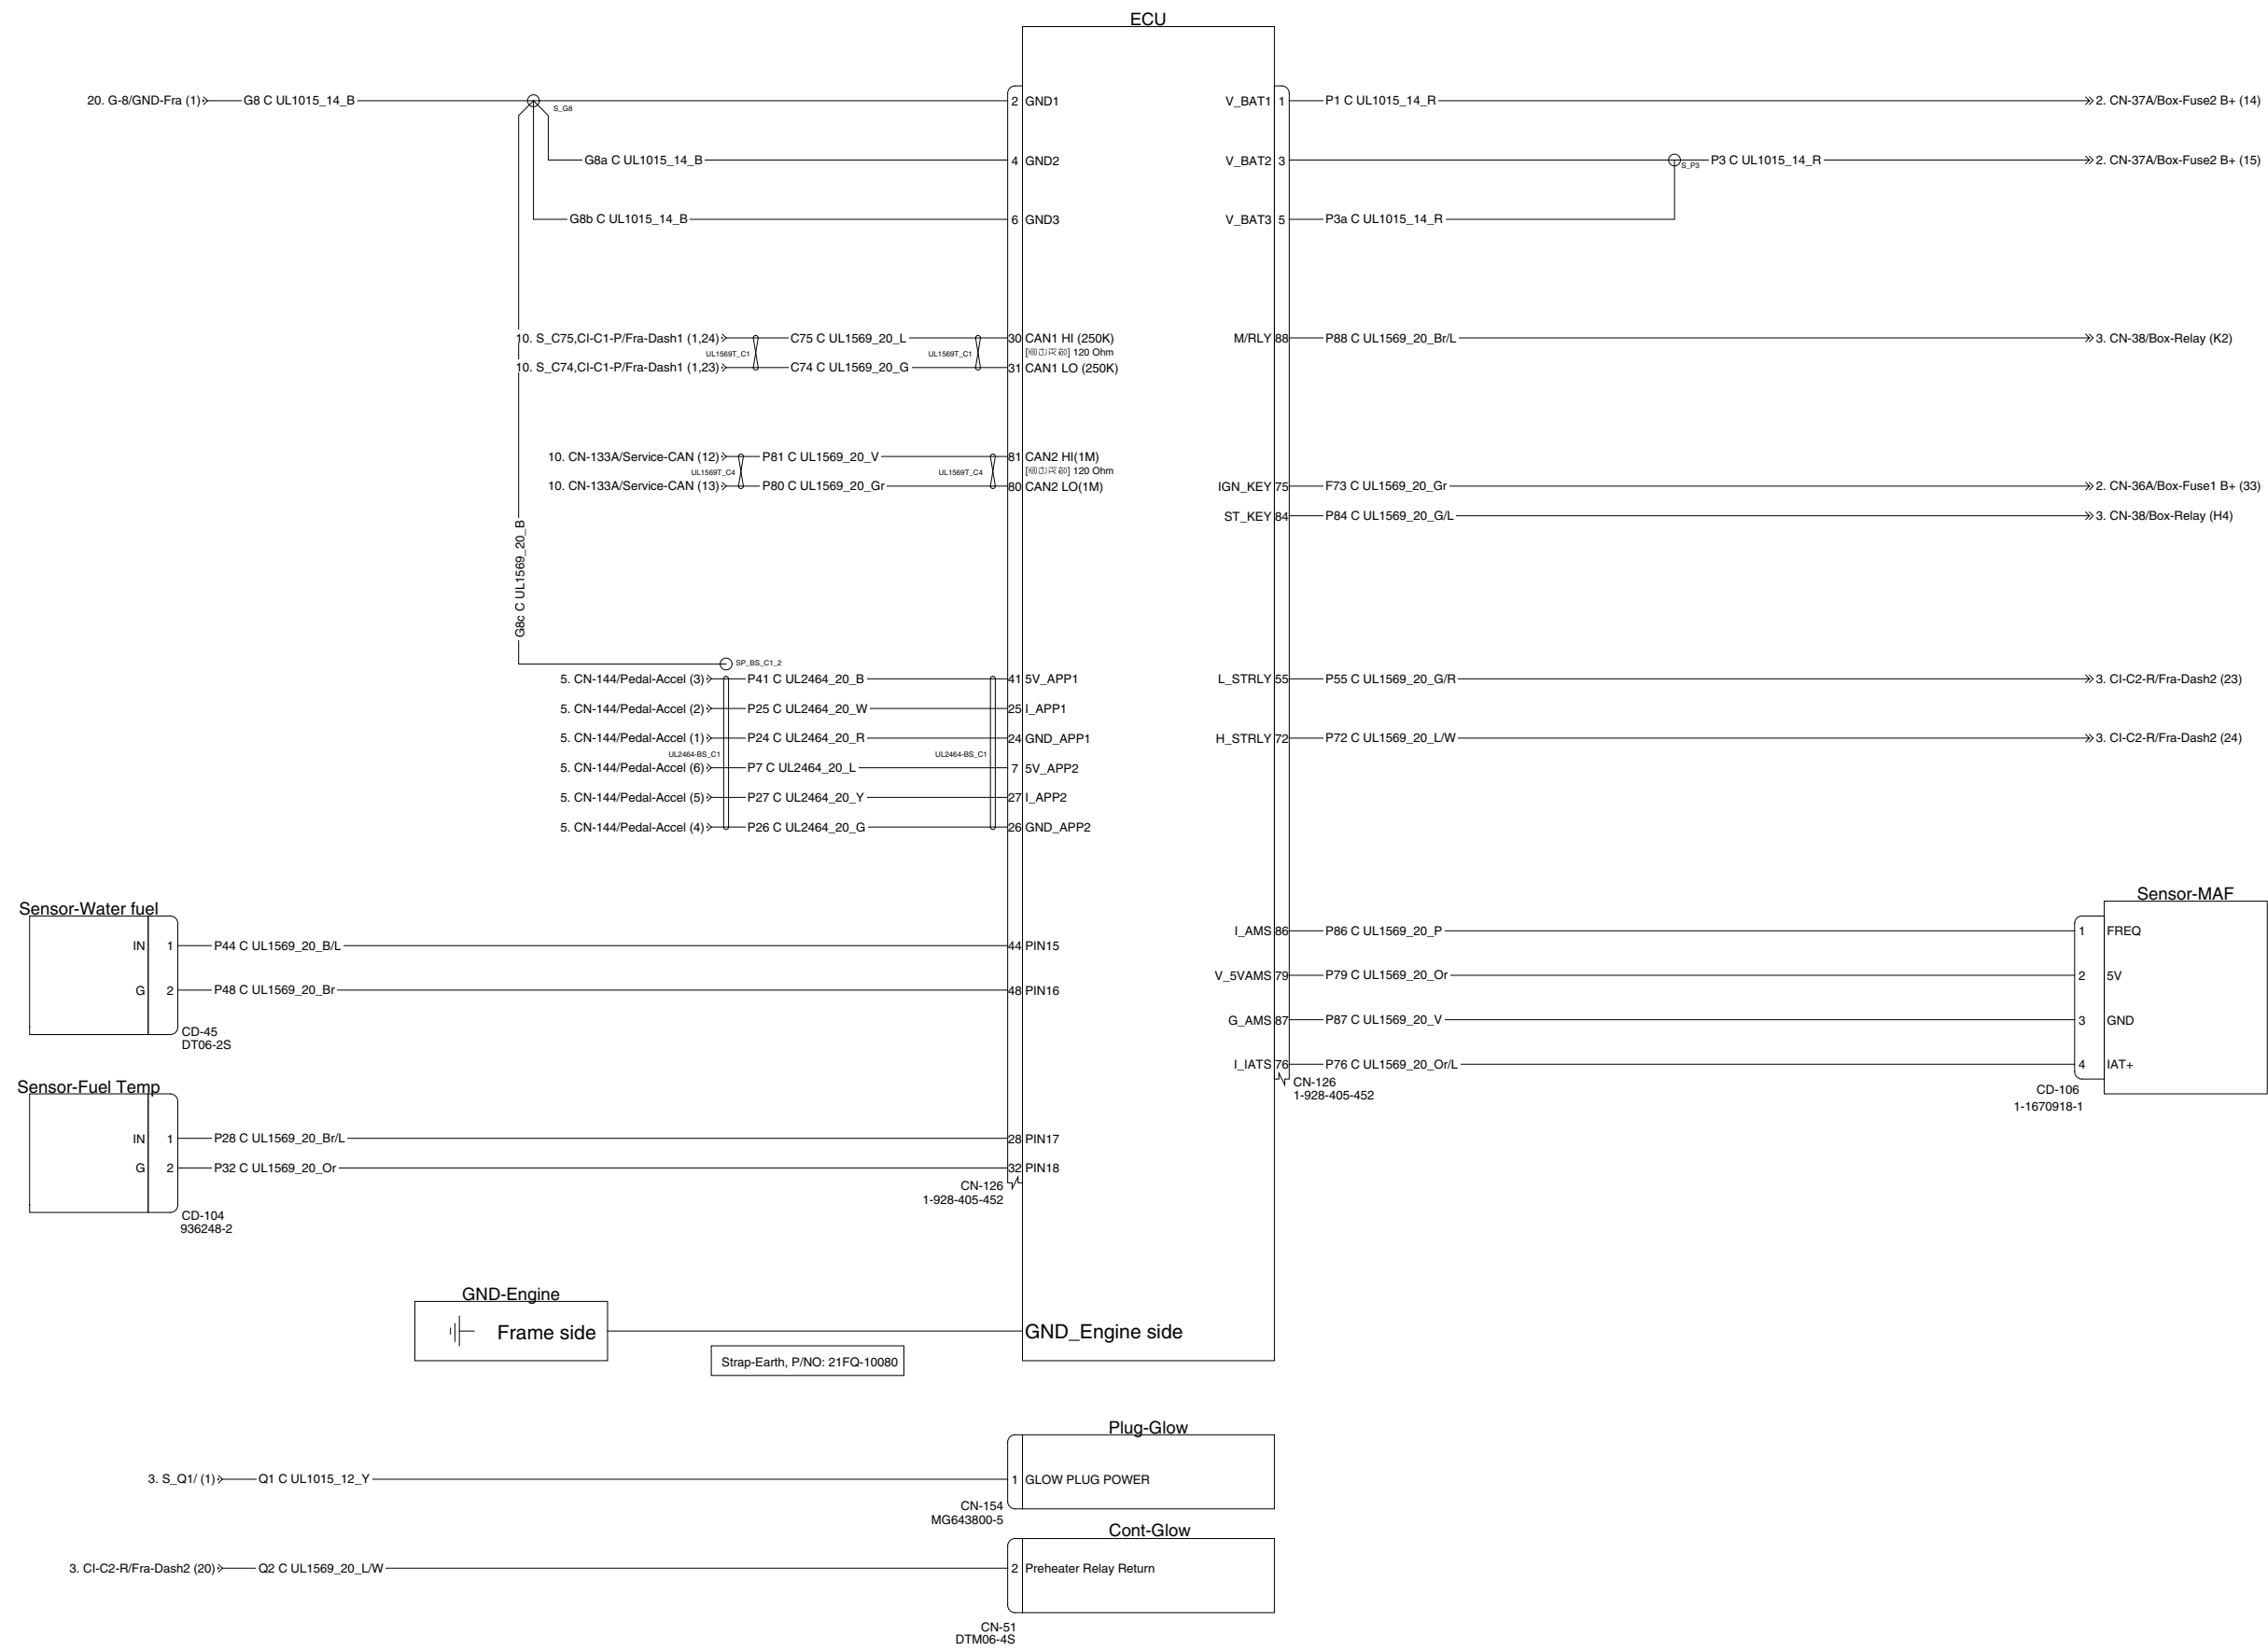 ECU
20. G-8/GND-Fra (1) G8 C UL1015_14_B
S_G8
2 GND1
V_BAT1 1 P1 C UL1015_14_R 2. CN-37A/Box-Fuse2 B+ (14)
G8a C UL1015_14_B 4 GND2
V_BAT2 3 S_P3 P3 C UL1015_14_R 2. CN-37A/Box-Fuse2 B+ (15)
G8b C UL1015_14_B 6 GND3
V_BAT3 5 P3a C UL1015_14_R
10. S_C75,CI-C1-P/Fra-Dash1 (1,24) C75 C UL1569_20_L 30 CAN1 HI (250K)
M/RLY 88 P88 C UL1569_20_Br/L 3. CN-38/Box-Relay (K2)
UL1569T_C1 UL1569T_C1 120 Ohm
10. S_C74,CI-C1-P/Fra-Dash1 (1,23) C74 C UL1569_20_G 31 CAN1 LO (250K)
10. CN-133A/Service-CAN (12) P81 C UL1569_20_V 81 CAN2 HI(1M)
UL1569T_C4 UL1569T_C4 120 Ohm
10. CN-133A/Service-CAN (13) P80 C UL1569_20_Gr 80 CAN2 LO(1M)
IGN_KEY 75 F73 C UL1569_20_Gr 2. CN-36A/Box-Fuse1 B+ (33)
ST_KEY 84 P84 C UL1569_20_G/L 3. CN-38/Box-Relay (H4)
G8c C UL1569_20_B
SP_BS_C1_2
5. CN-144/Pedal-Accel (3) P41 C UL2464_20_B 41 5V_APP1
L_STRLY 55 P55 C UL1569_20_G/R 3. CI-C2-R/Fra-Dash2 (23)
5. CN-144/Pedal-Accel (2) P25 C UL2464_20_W 25 I_APP1
5. CN-144/Pedal-Accel (1) P24 C UL2464_20_R 24 GND_APP1
H_STRLY 72 P72 C UL1569_20_L/W 3. CI-C2-R/Fra-Dash2 (24)
UL2464-BS_C1 UL2464-BS_C1
5. CN-144/Pedal-Accel (6) P7 C UL2464_20_L 7 5V_APP2
5. CN-144/Pedal-Accel (5) P27 C UL2464_20_Y 27 I_APP2
5. CN-144/Pedal-Accel (4) P26 C UL2464_20_G 26 GND_APP2
Sensor-Water fuel
IN 1 P44 C UL1569_20_B/L 44 PIN15
G 2 P48 C UL1569_20_Br 48 PIN16
CD-45
DT06-2S
Sensor-MAF
I_AMS 86 P86 C UL1569_20_P 1 FREQ
V_5VAMS 79 P79 C UL1569_20_Or 2 5V
G_AMS 87 P87 C UL1569_20_V 3 GND
I_IATS 76 P76 C UL1569_20_Or/L 4 IAT+
CN-126
1-928-405-452
CD-106
1-1670918-1
Sensor-Fuel Temp
IN 1 P28 C UL1569_20_Br/L 28 PIN17
G 2 P32 C UL1569_20_Or 32 PIN18
CN-126
1-928-405-452
CD-104
936248-2
GND-Engine
Frame side
GND_Engine side
Strap-Earth, P/NO: 21FQ-10080
Plug-Glow
3. S_Q1/ (1) Q1 C UL1015_12_Y 1 GLOW PLUG POWER
CN-154
MG643800-5
Cont-Glow
3. CI-C2-R/Fra-Dash2 (20) Q2 C UL1569_20_L/W 2 Preheater Relay Return
CN-51
DTM06-4S